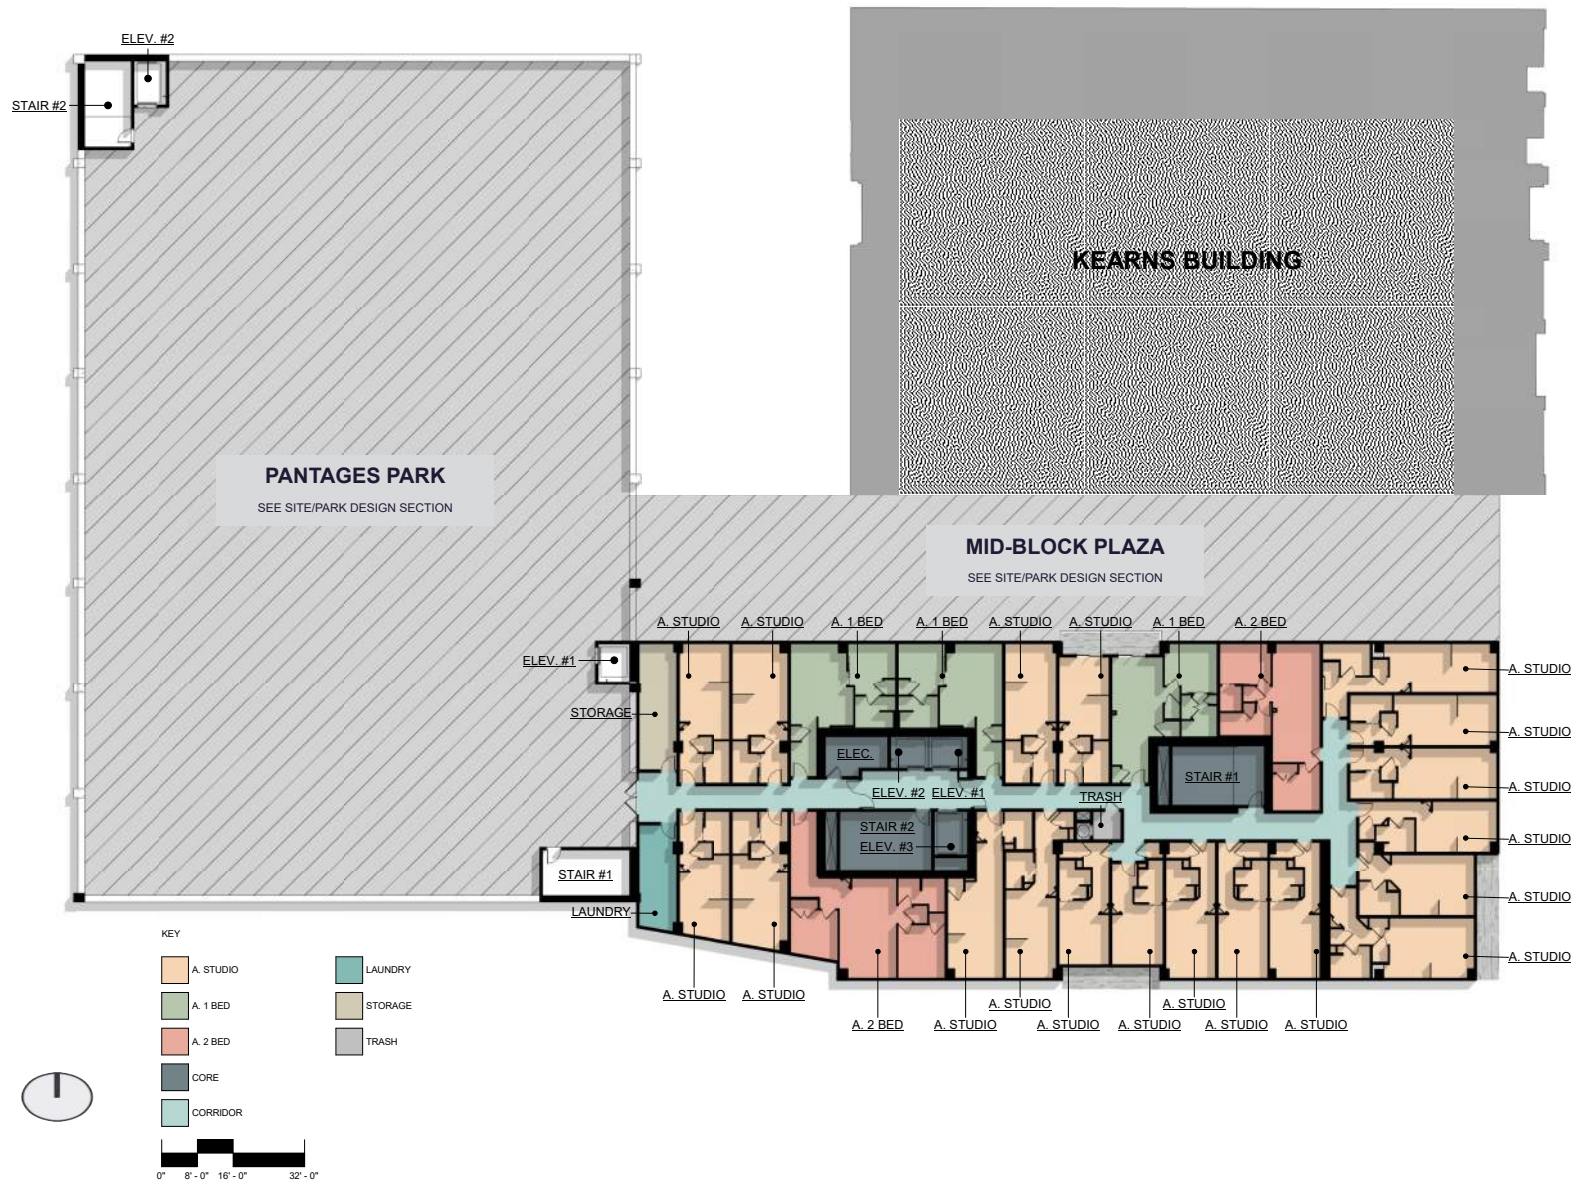 ELEV. #2
STAIR #2
KEARNS BUILDING
PANTAGES PARK
SEE SITE/PARK DESIGN SECTION
MID-BLOCK PLAZA
SEE SITE/PARK DESIGN SECTION
A. STUDIO
A. STUDIO
A. 1 BED
A. 1 BED
A. STUDIO
A. STUDIO
A. 1 BED
A. 2 BED
ELEV. #1
A. STUDIO
STORAGE
A. STUDIO
ELEC.
STAIR #1
A. STUDIO
ELEV. #2
ELEV. #1
TRASH
STAIR #2
A. STUDIO
ELEV. #3
STAIR #1
A. STUDIO
LAUNDRY
A. STUDIO
A. STUDIO
A. STUDIO
A. STUDIO
A. STUDIO
A. 2 BED
A. STUDIO
A. STUDIO
A. STUDIO
A. STUDIO
A. STUDIO
KEY
A. STUDIO
LAUNDRY
A. 1 BED
STORAGE
A. 2 BED
TRASH
CORE
CORRIDOR
0" 8' - 0" 16' - 0" 32' - 0"